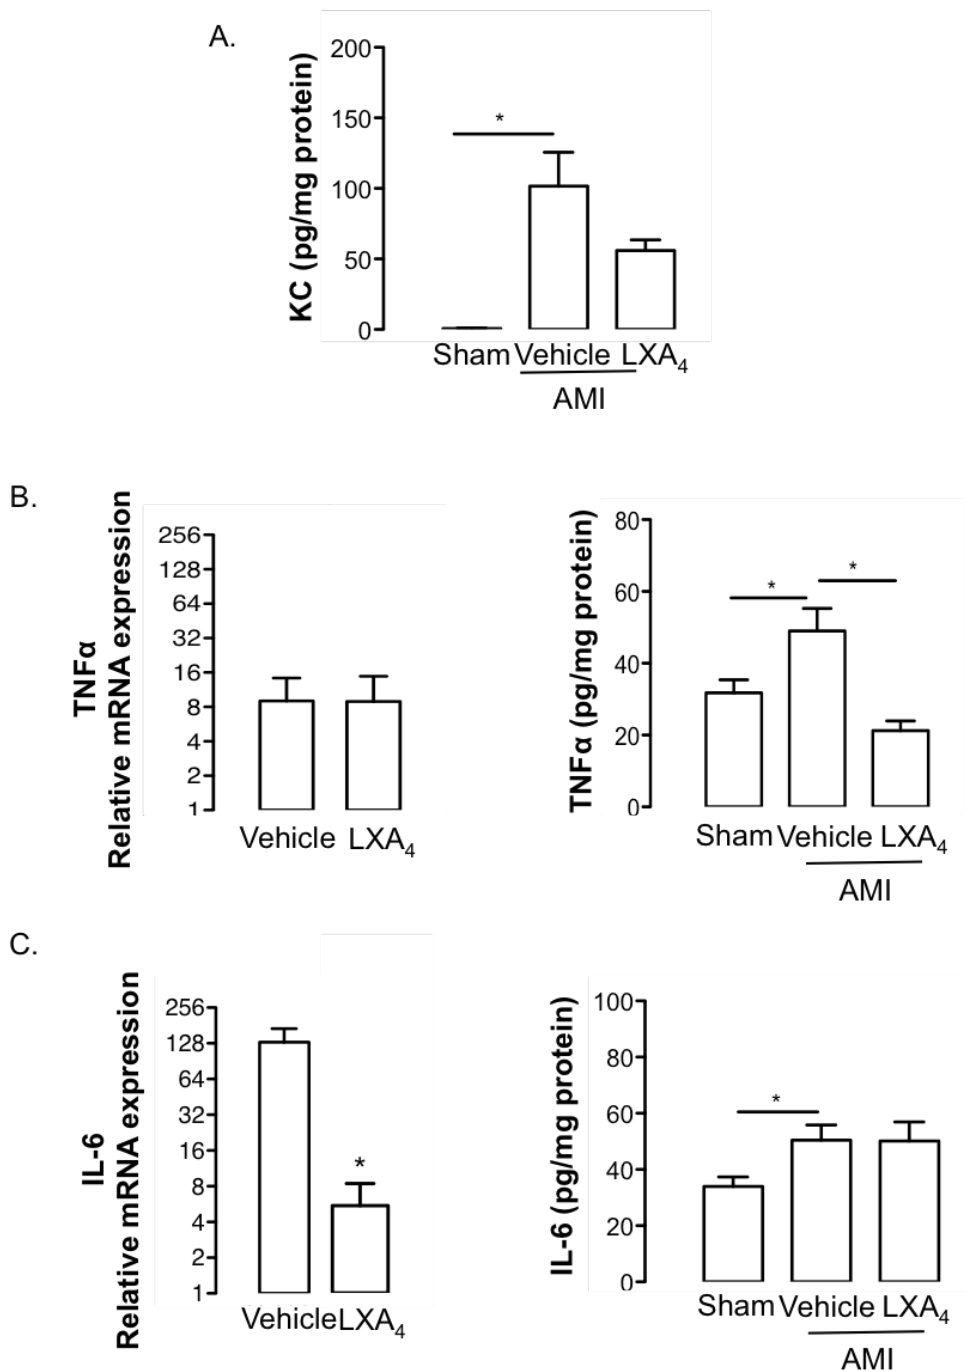 A.
KC (pg/mg protein)
200
150
100
50
0
*
Sham Vehicle LXA4
AMI
B.
TNFα
Relative mRNA expression
256
128
64
32
16
8
4
2
1
Vehicle LXA4
TNFα (pg/mg protein)
80
60
40
20
0
* *
Sham Vehicle LXA4
AMI
C.
IL-6
Relative mRNA expression
256
128
64
32
16
8
4
2
1
*
Vehicle LXA4
IL-6 (pg/mg protein)
100
80
60
40
20
0
*
Sham Vehicle LXA4
AMI